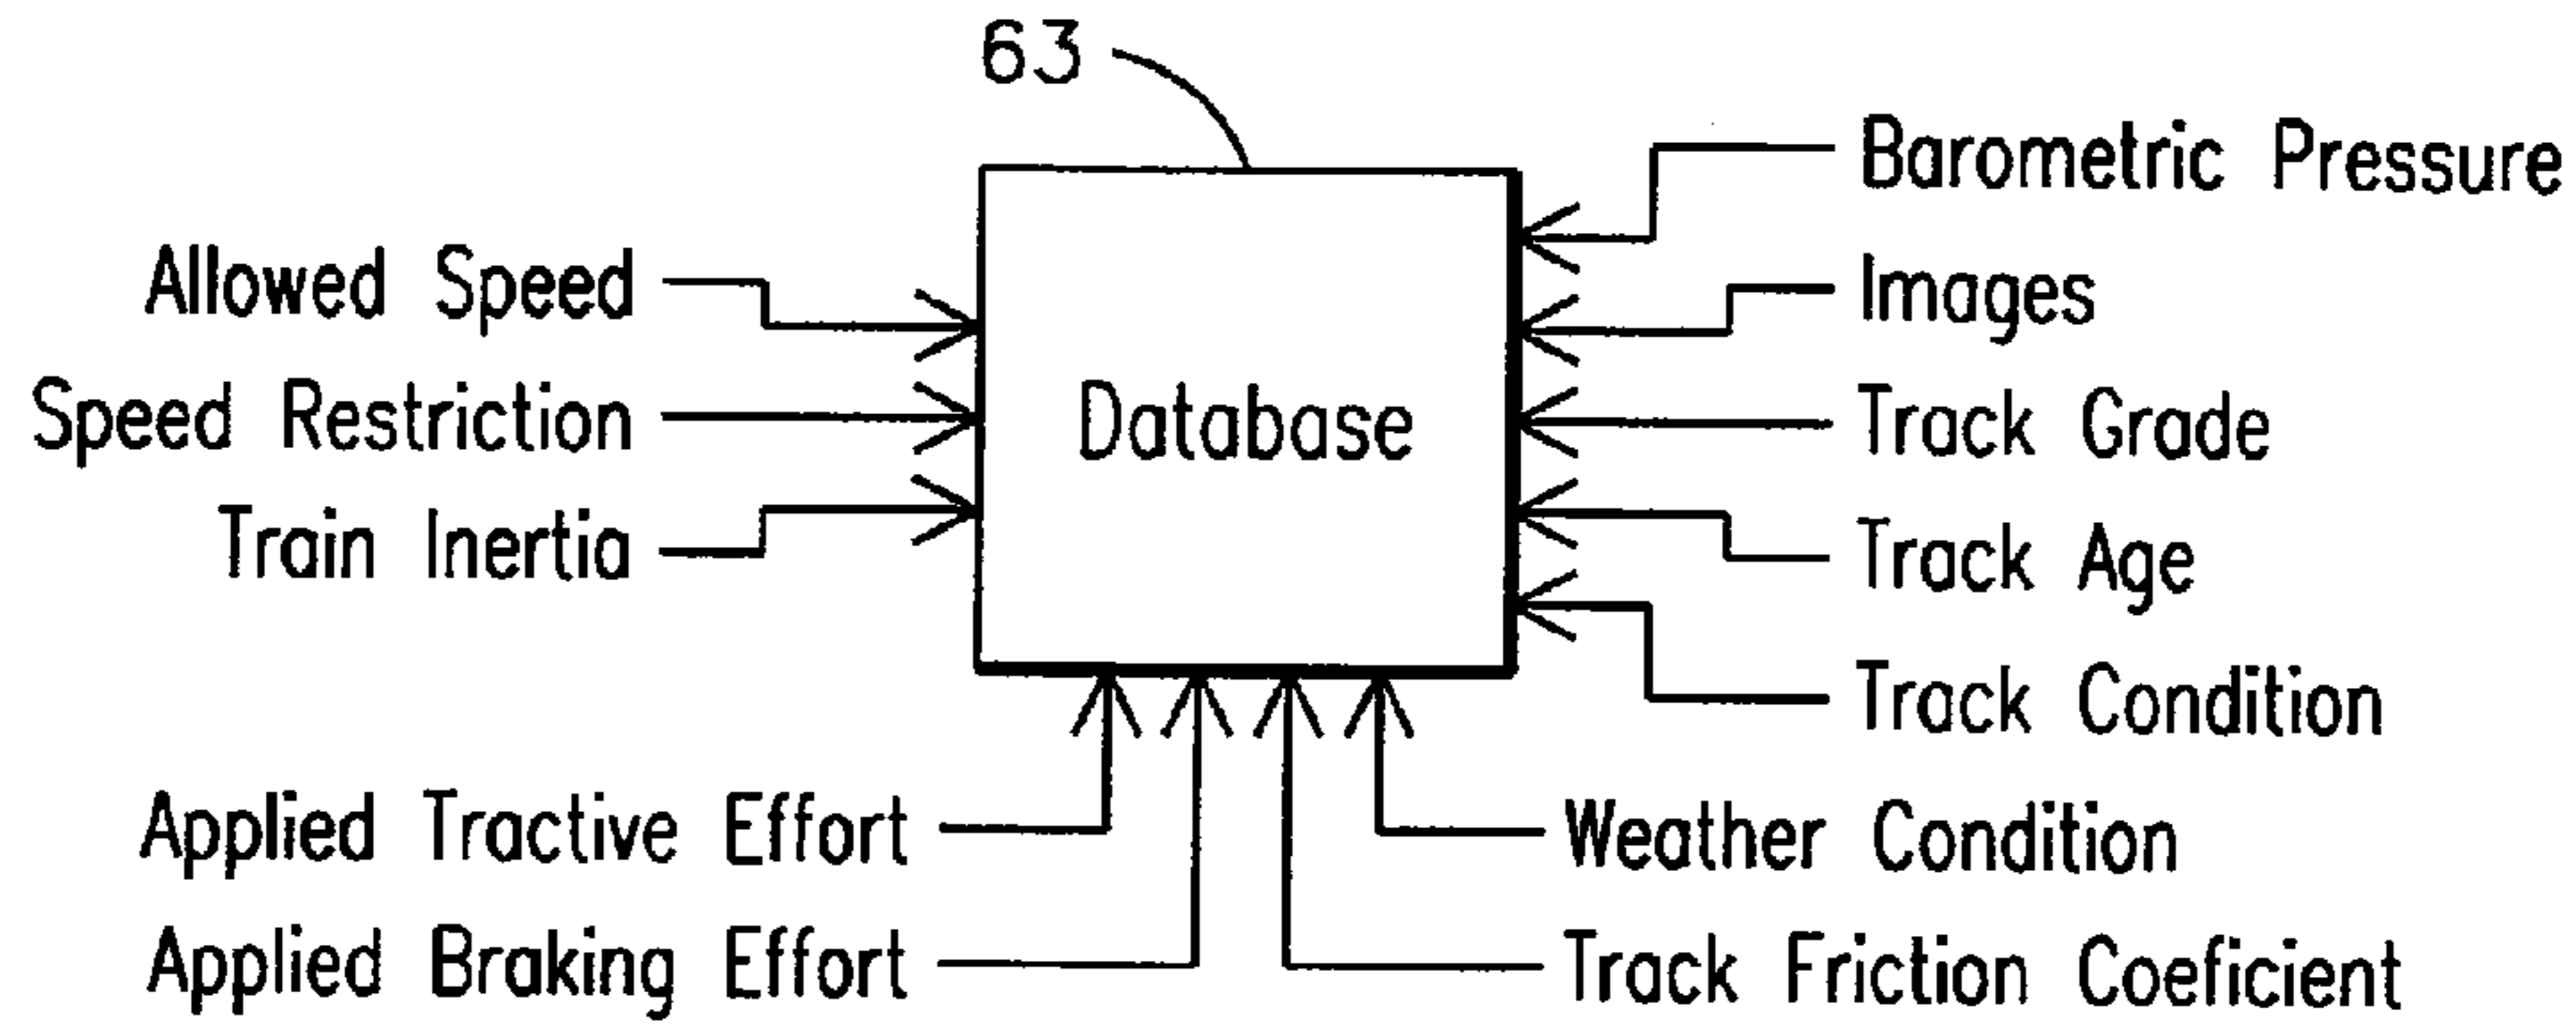 63
Barometric Pressure
Allowed Speed
Images
Speed Restriction
Database
Track Grade
Train Inertia
Track Age
Track Condition
Applied Tractive Effort
Weather Condition
Applied Braking Effort
Track Friction Coeficient